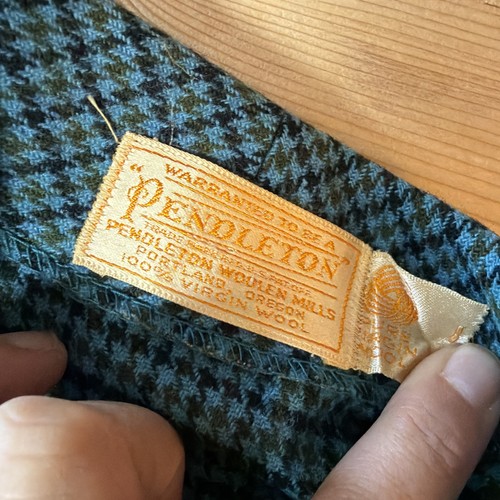 WARRANTED TO BE A
"PENDLETON"
PENDLETON WOOLEN MILLS
PORTLAND, OREGON
100% VIRGIN WOOL